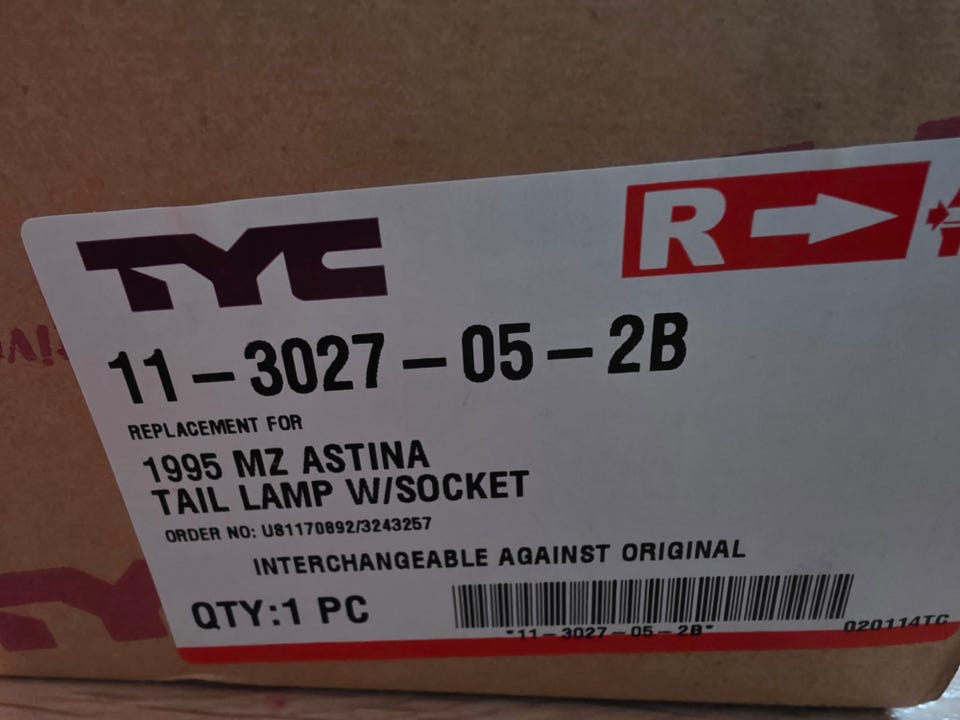 TYC
R
11-3027-05-2B
REPLACEMENT FOR
1995 MZ ASTINA
TAIL LAMP W/SOCKET
ORDER NO: U81170892/3243257
INTERCHANGEABLE AGAINST ORIGINAL
QTY:1 PC
*11-3027-05-2B*
020114TC